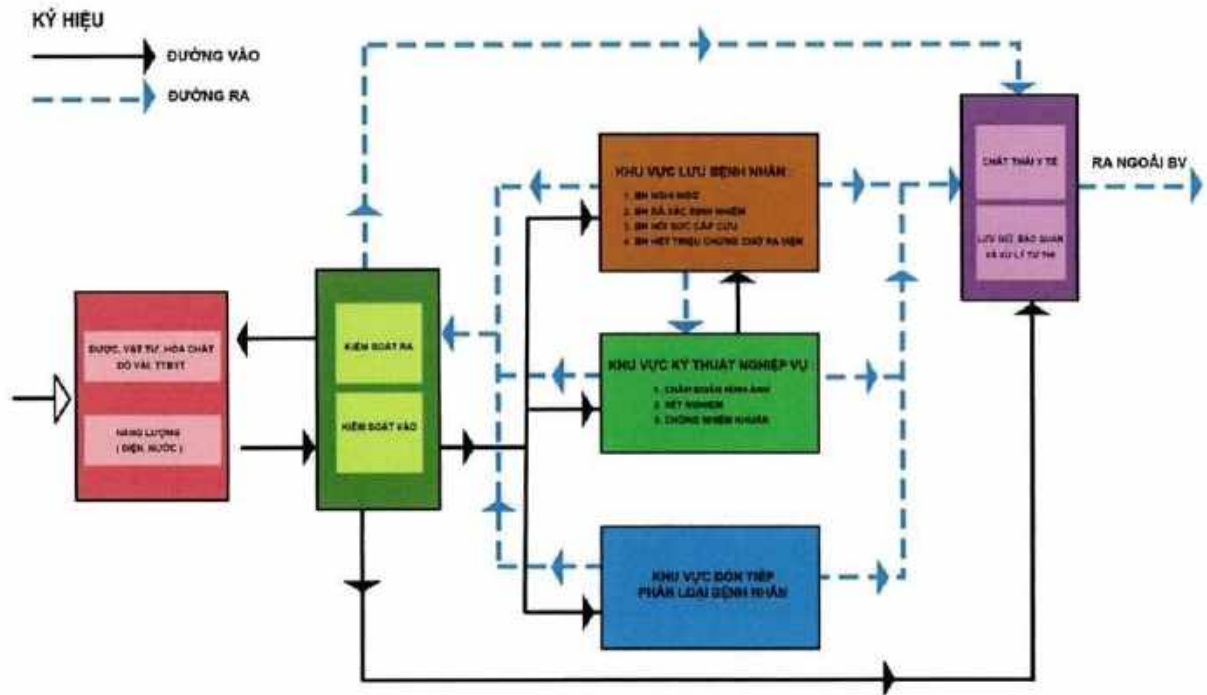 KÝ HIỆU
ĐƯỜNG VÀO
ĐƯỜNG RA
KHU VỰC LƯU BỆNH NHÂN :
1. BN NGHI NGỜ
2. BN ĐÃ XÁC ĐỊNH NHIỄM
3. BN HỒI SỨC CẤP CỨU
4. BN HẾT TRIỆU CHỨNG CHỜ RA VIỆN
CHẤT THẢI Y TẾ
RA NGOÀI BV
LƯU GIỮ, BẢO QUẢN
VÀ XỬ LÝ TỬ THI
DƯỢC, VẬT TƯ, HÓA CHẤT
ĐỒ VẢI, TTBYT
KIỂM SOÁT RA
KHU VỰC KỸ THUẬT NGHIỆP VỤ :
1. CHẨN ĐOÁN HÌNH ẢNH
2. XÉT NGHIỆM
3. CHỐNG NHIỄM KHUẨN
NĂNG LƯỢNG
( ĐIỆN, NƯỚC )
KIỂM SOÁT VÀO
KHU VỰC ĐÓN TIẾP
PHÂN LOẠI BỆNH NHÂN